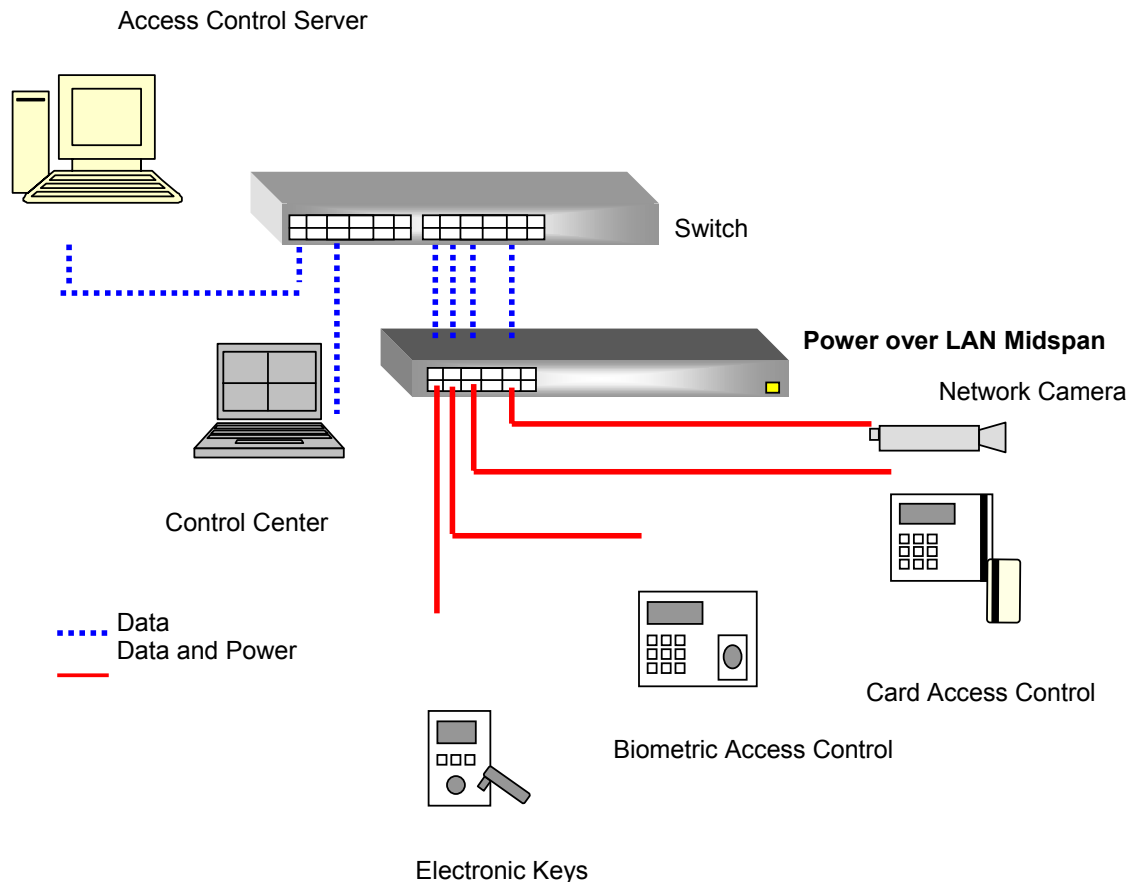 Access Control Server
Switch
Power over LAN Midspan
Network Camera
Control Center
Data
Data and Power
Card Access Control
Biometric Access Control
Electronic Keys